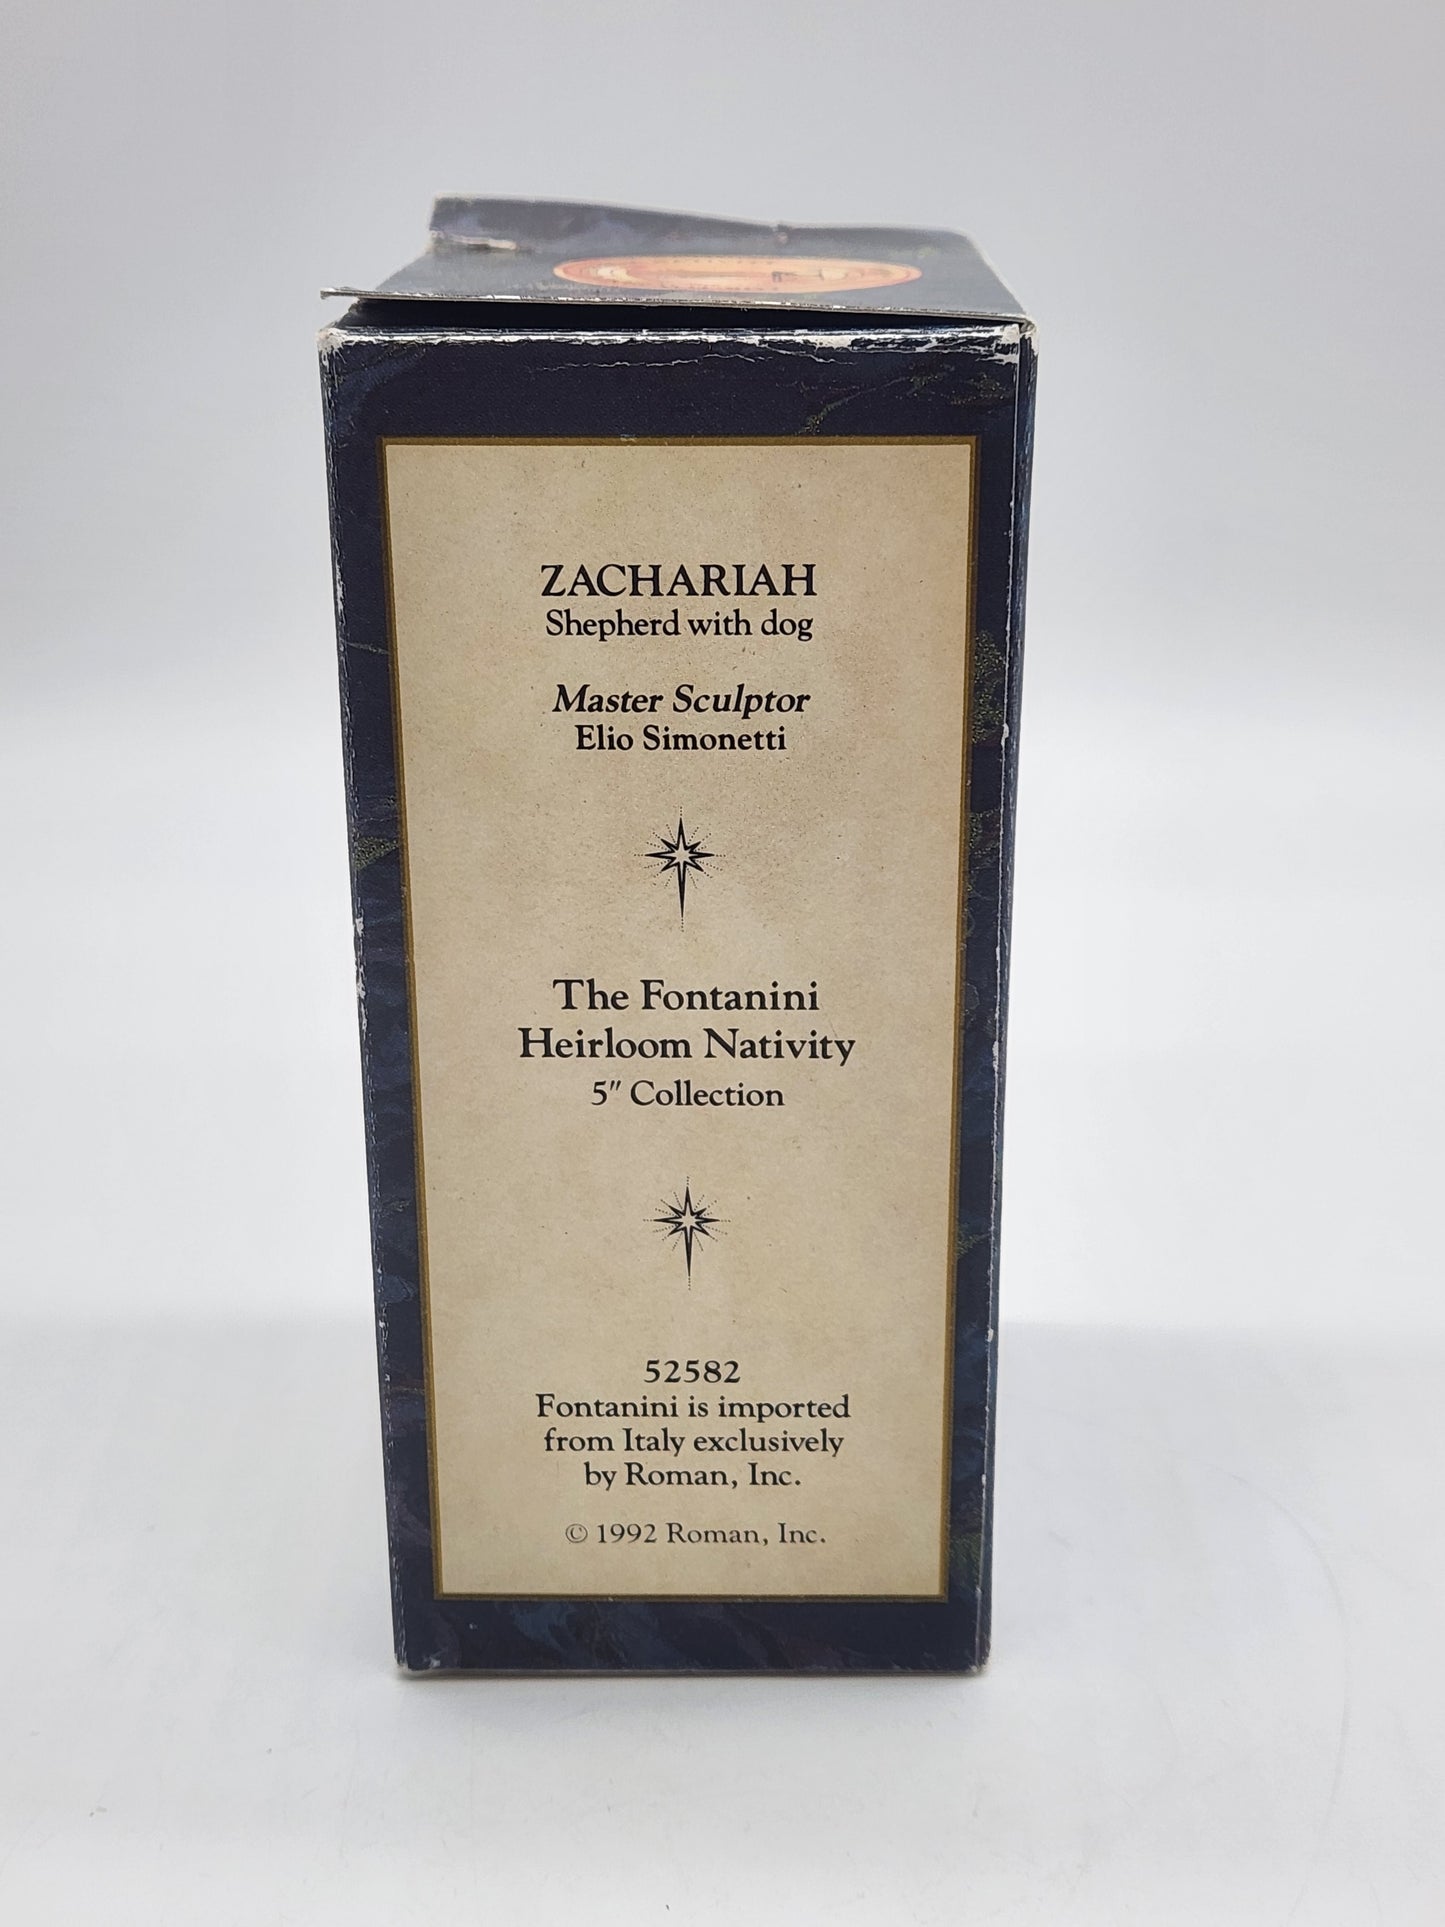 ZACHARIAH
Shepherd with dog
Master Sculptor
Elio Simonetti
The Fontanini
Heirloom Nativity
5" Collection
52582
Fontanini is imported
from Italy exclusively
by Roman, Inc.
© 1992 Roman, Inc.